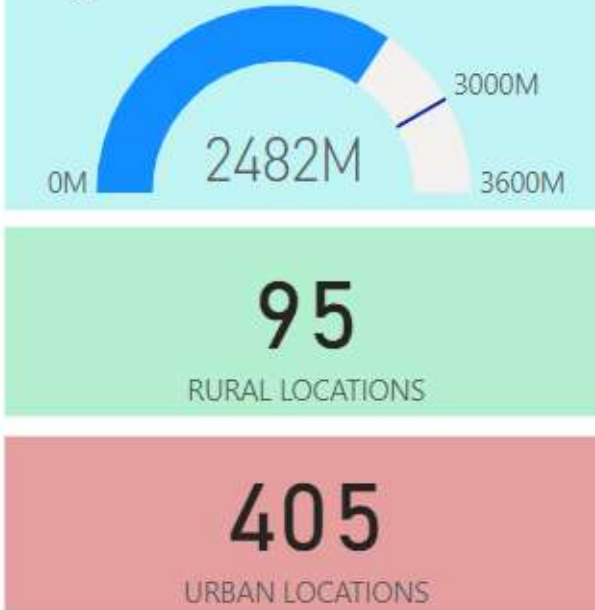 3000M
2482M
0M
3600M
95
RURAL LOCATIONS
405
URBAN LOCATIONS